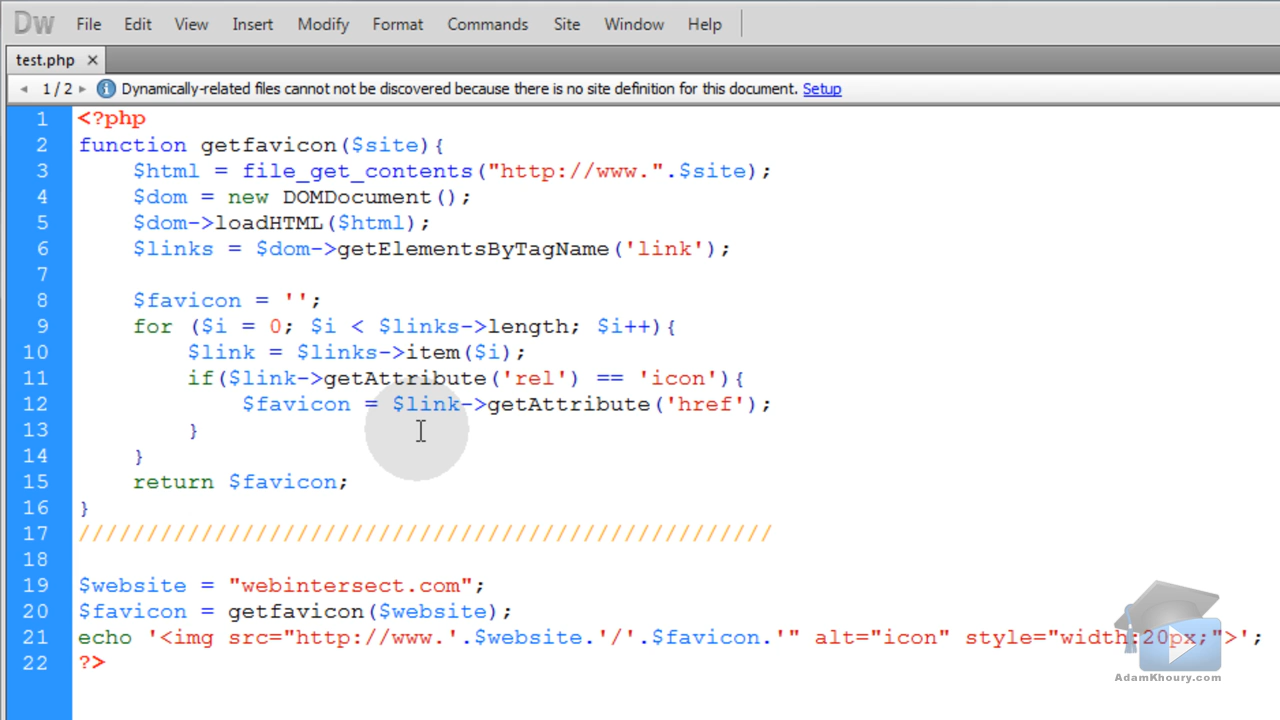 Dw File Edit View Insert Modify Format Commands Site Window Help
test.php ×
1 / 2 Dynamically-related files cannot not be discovered because there is no site definition for this document. Setup
1 <?php
2 function getfavicon($site){
3 $html = file_get_contents("http://www.".$site);
4 $dom = new DOMDocument();
5 $dom->loadHTML($html);
6 $links = $dom->getElementsByTagName('link');
7
8 $favicon = '';
9 for ($i = 0; $i < $links->length; $i++){
10 $link = $links->item($i);
11 if($link->getAttribute('rel') == 'icon'){
12 $favicon = $link->getAttribute('href');
13 }
14 }
15 return $favicon;
16 }
17 ///////////////////////////////////////////////////
18
19 $website = "webintersect.com";
20 $favicon = getfavicon($website);
21 echo '<img src="http://www.'.$website.'/'.$favicon.'" alt="icon" style="width:20px;">';
22 ?>
AdamKhoury.com